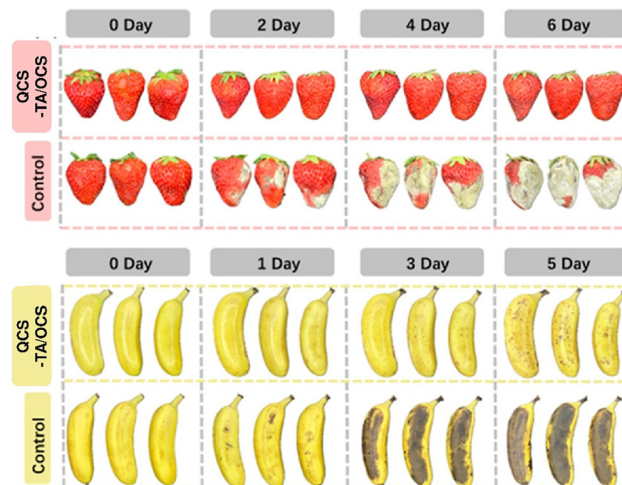 0 Day 2 Day 4 Day 6 Day
QCS
-TA/OCS
Control
0 Day 1 Day 3 Day 5 Day
QCS
-TA/OCS
Control